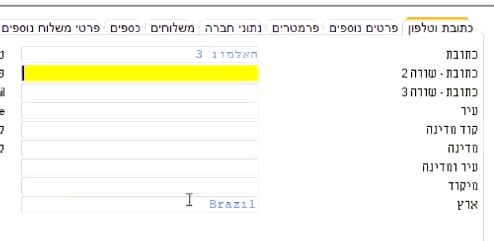 כתובת וטלפון פרטים נוספים פרמטרים נתוני חברה משלוחים כספים פרטי משלוח נוספים
כתובת האלמוג 3
כתובת - שורה 2
כתובת - שורה 3
עיר
קוד מדינה
מדינה
עיר ומדינה
מיקוד
ארץ Brazil